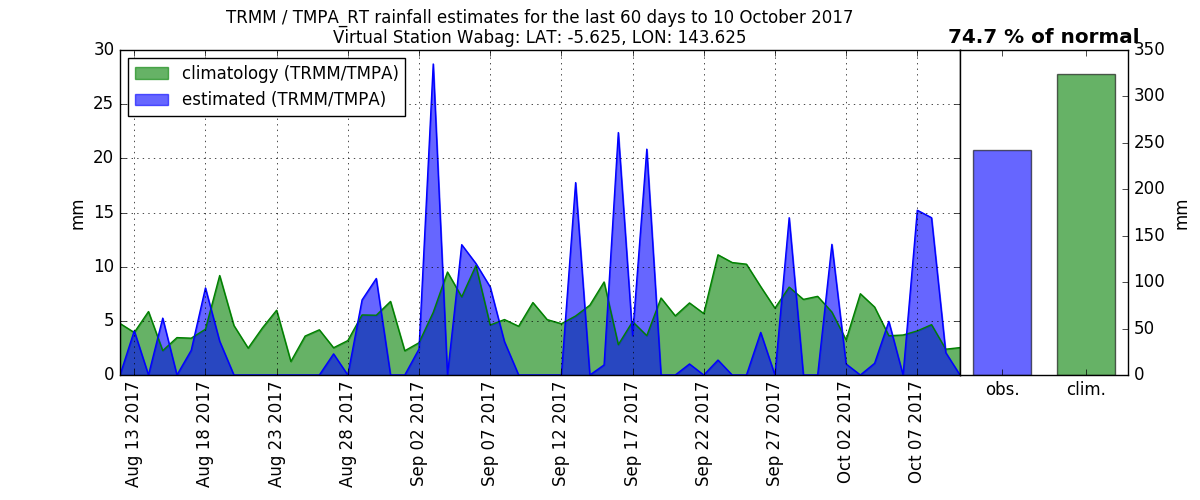 TRMM / TMPA_RT rainfall estimates for the last 60 days to 10 October 2017
Virtual Station Wabag: LAT: -5.625, LON: 143.625
74.7 % of normal
climatology (TRMM/TMPA)
estimated (TRMM/TMPA)
mm
30
25
20
15
10
5
0
Aug 13 2017
Aug 18 2017
Aug 23 2017
Aug 28 2017
Sep 02 2017
Sep 07 2017
Sep 12 2017
Sep 17 2017
Sep 22 2017
Sep 27 2017
Oct 02 2017
Oct 07 2017
obs.
clim.
350
300
250
200
150
100
50
0
mm